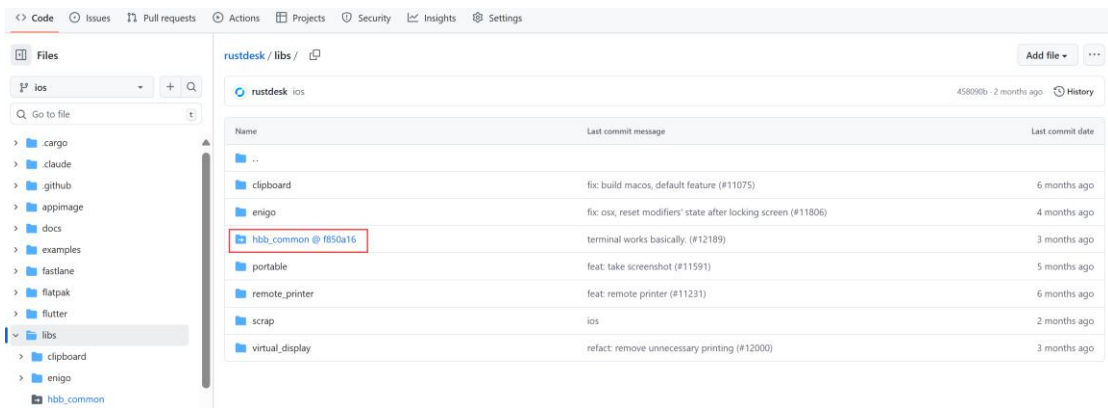 Code Issues Pull requests Actions Projects Security Insights Settings
Files
ios
Go to file t
.cargo
.claude
.github
appimage
docs
examples
fastlane
flatpak
flutter
libs
clipboard
enigo
hbb_common
rustdesk / libs /
Add file
rustdesk ios 458090b · 2 months ago History
Name Last commit message Last commit date
..
clipboard fix: build macos, default feature (#11075) 6 months ago
enigo fix: osx, reset modifiers' state after locking screen (#11806) 4 months ago
hbb_common @ f850a16 terminal works basically. (#12189) 3 months ago
portable feat: take screenshot (#11591) 5 months ago
remote_printer feat: remote printer (#11231) 6 months ago
scrap ios 2 months ago
virtual_display refact: remove unnecessary printing (#12000) 3 months ago